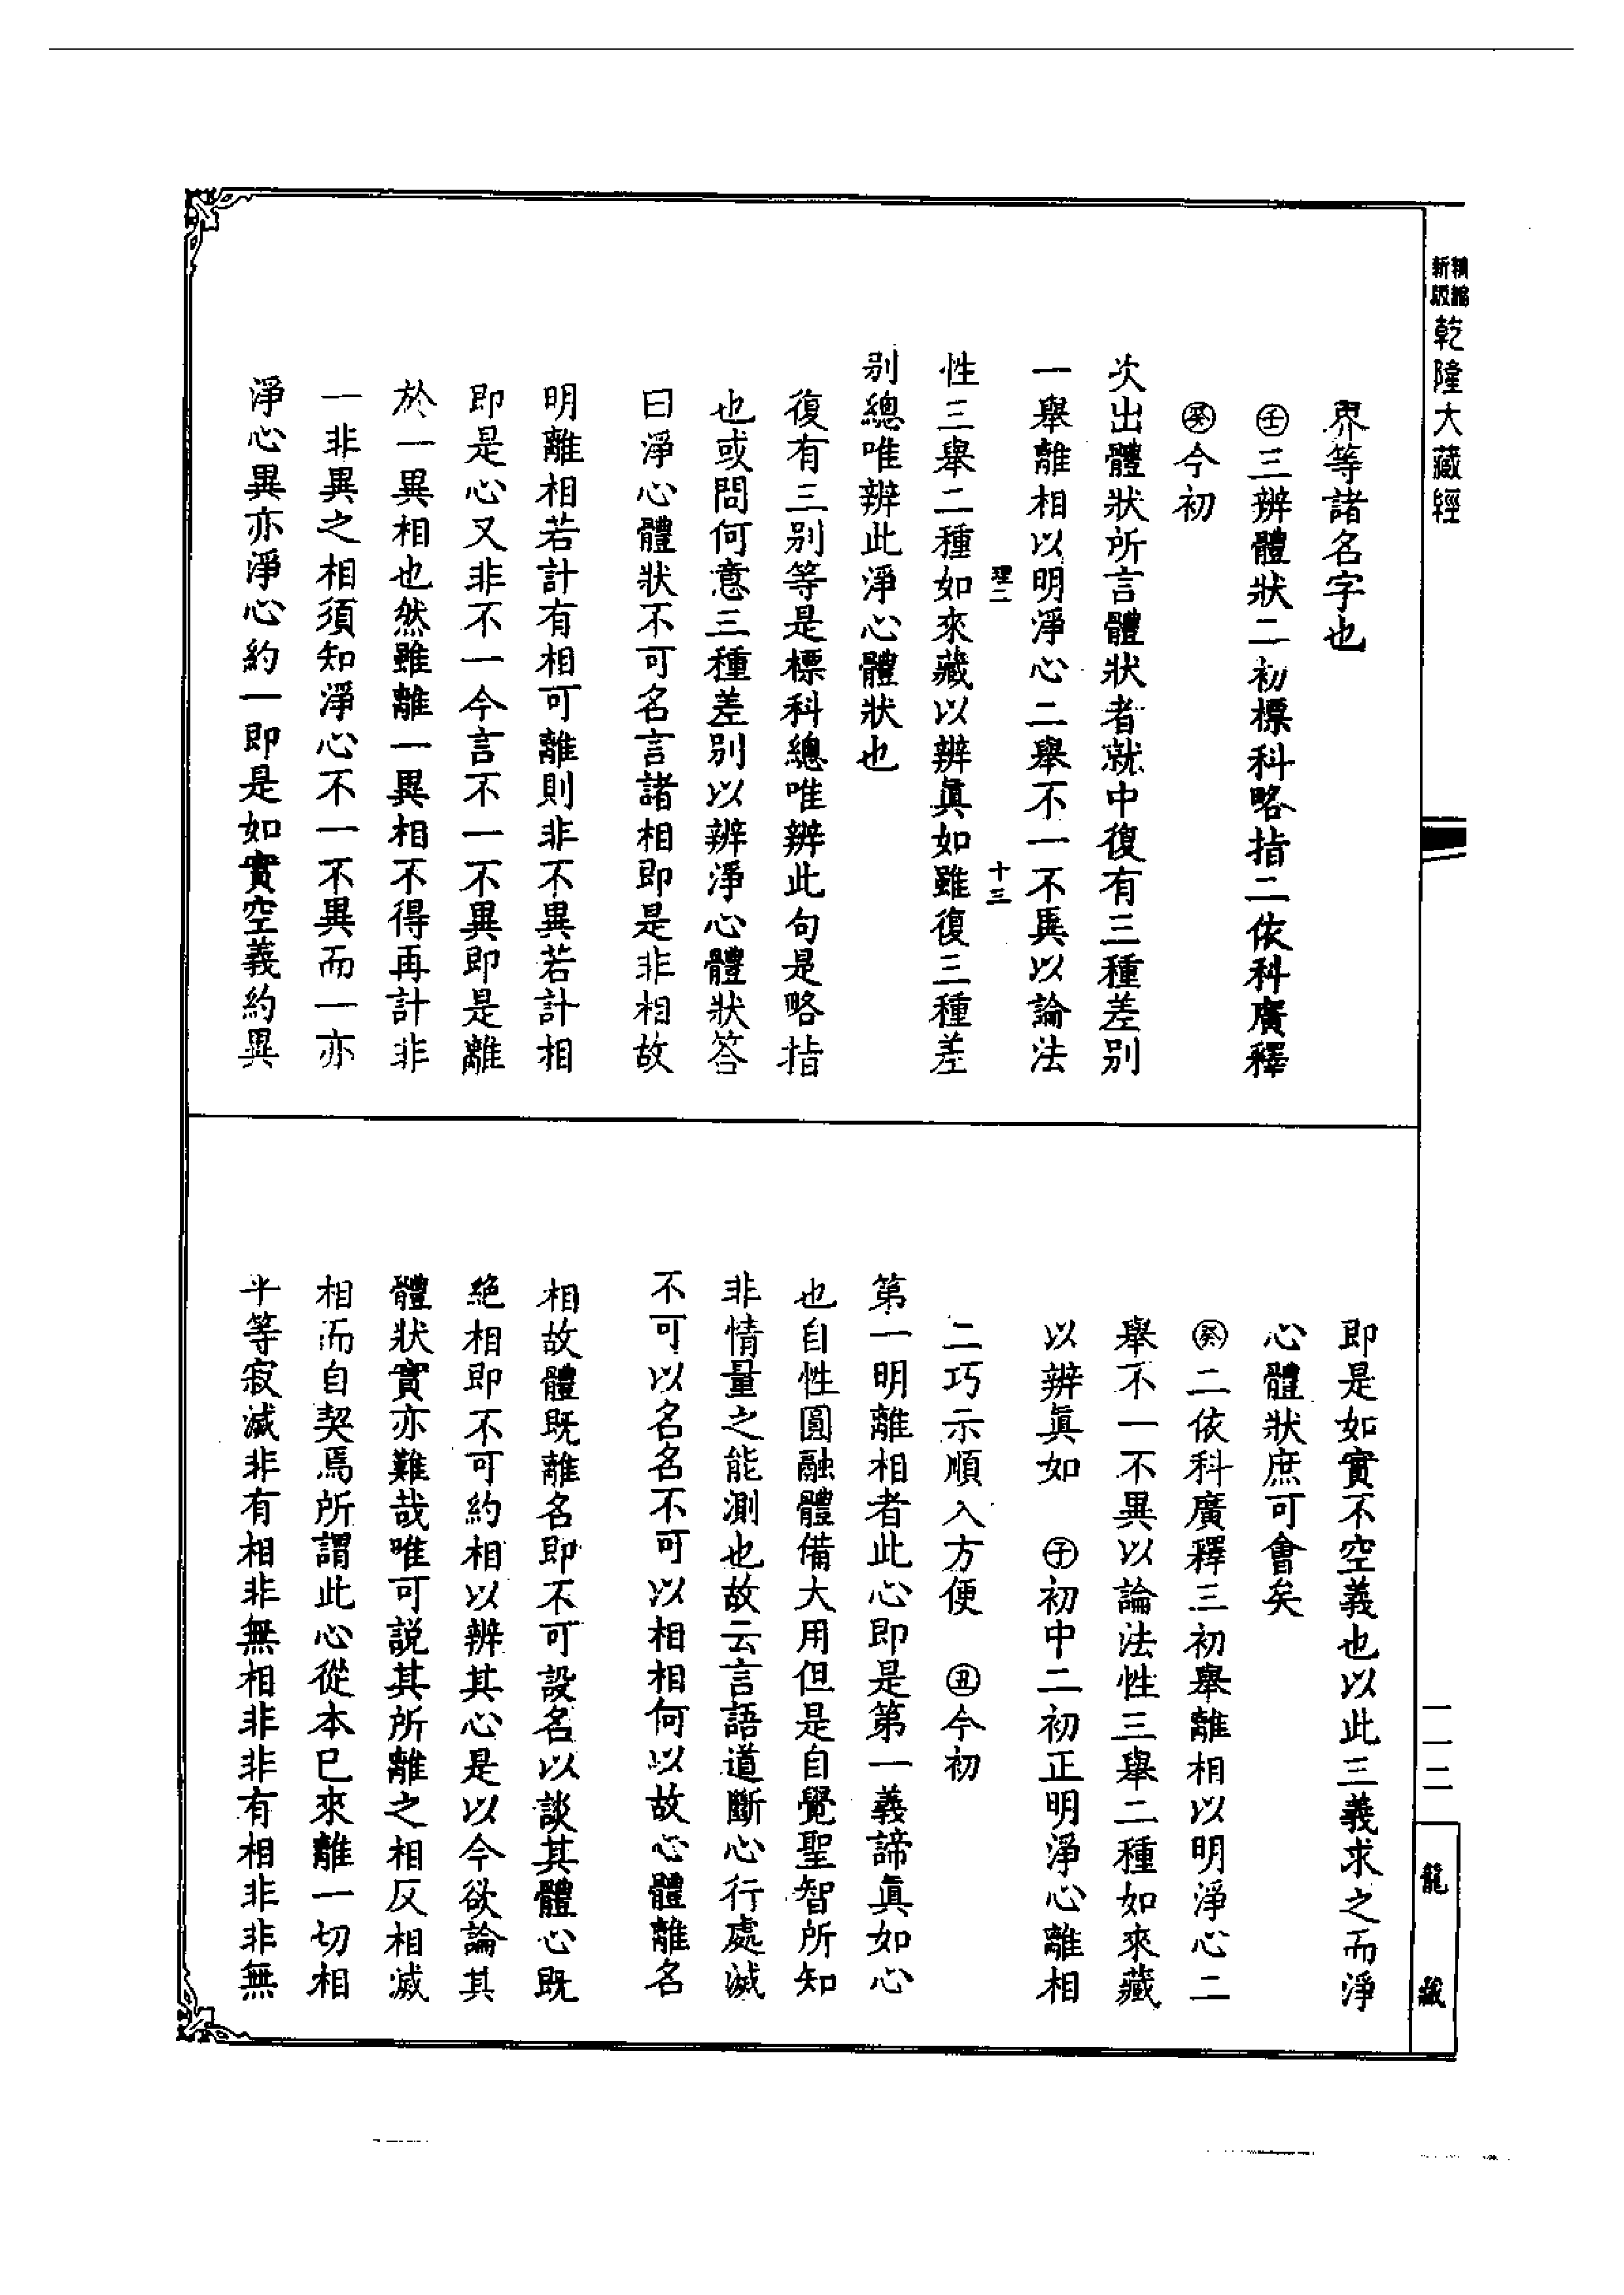 精縮新版
乾隆大藏經
界等諸名字也
㊅三辨體狀二初標科略指二依科廣釋
癸今初
次出體狀所言體狀者就中復有三種差別
一舉離相以明淨心二舉不一不異以論法
性三舉二種如來藏以辨眞如雖復三種差
别總唯辨此淨心體狀也
復有三别等是標科總唯辨此句是略指
也或問何意三種差别以辨淨心體狀答
曰淨心體狀不可名言諸相即是非相故
明離相若計有相可離則非不異若計相
即是心又非不一今言不一不異即是離
於一異相也然雖離一異相不得再計非
一非異之相須知淨心不一不異而一亦
淨心異亦淨心約一即是如實空義約異
十三
即是如實不空義也以此三義求之而淨
心體狀庶可會矣
癸二依科廣釋三初舉離相以明淨心二
舉不一不異以論法性三舉二種如來藏
以辨眞如 子初中二初正明淨心離相
二巧示順入方便 丑今初
第一明離相者此心即是第一義諦眞如心
也自性圓融體備大用但是自覺聖智所知
非情量之能測也故云言語道斷心行處滅
不可以名名不可以相相何以故心體離名
相故體既離名即不可設名以談其體心既
絶相即不可約相以辨其心是以今欲論其
體狀實亦難哉唯可説其所離之相反相滅
相而自契焉所謂此心從本已來離一切相
平等寂滅非有相非無相非非有相非非無
一一二
龍藏